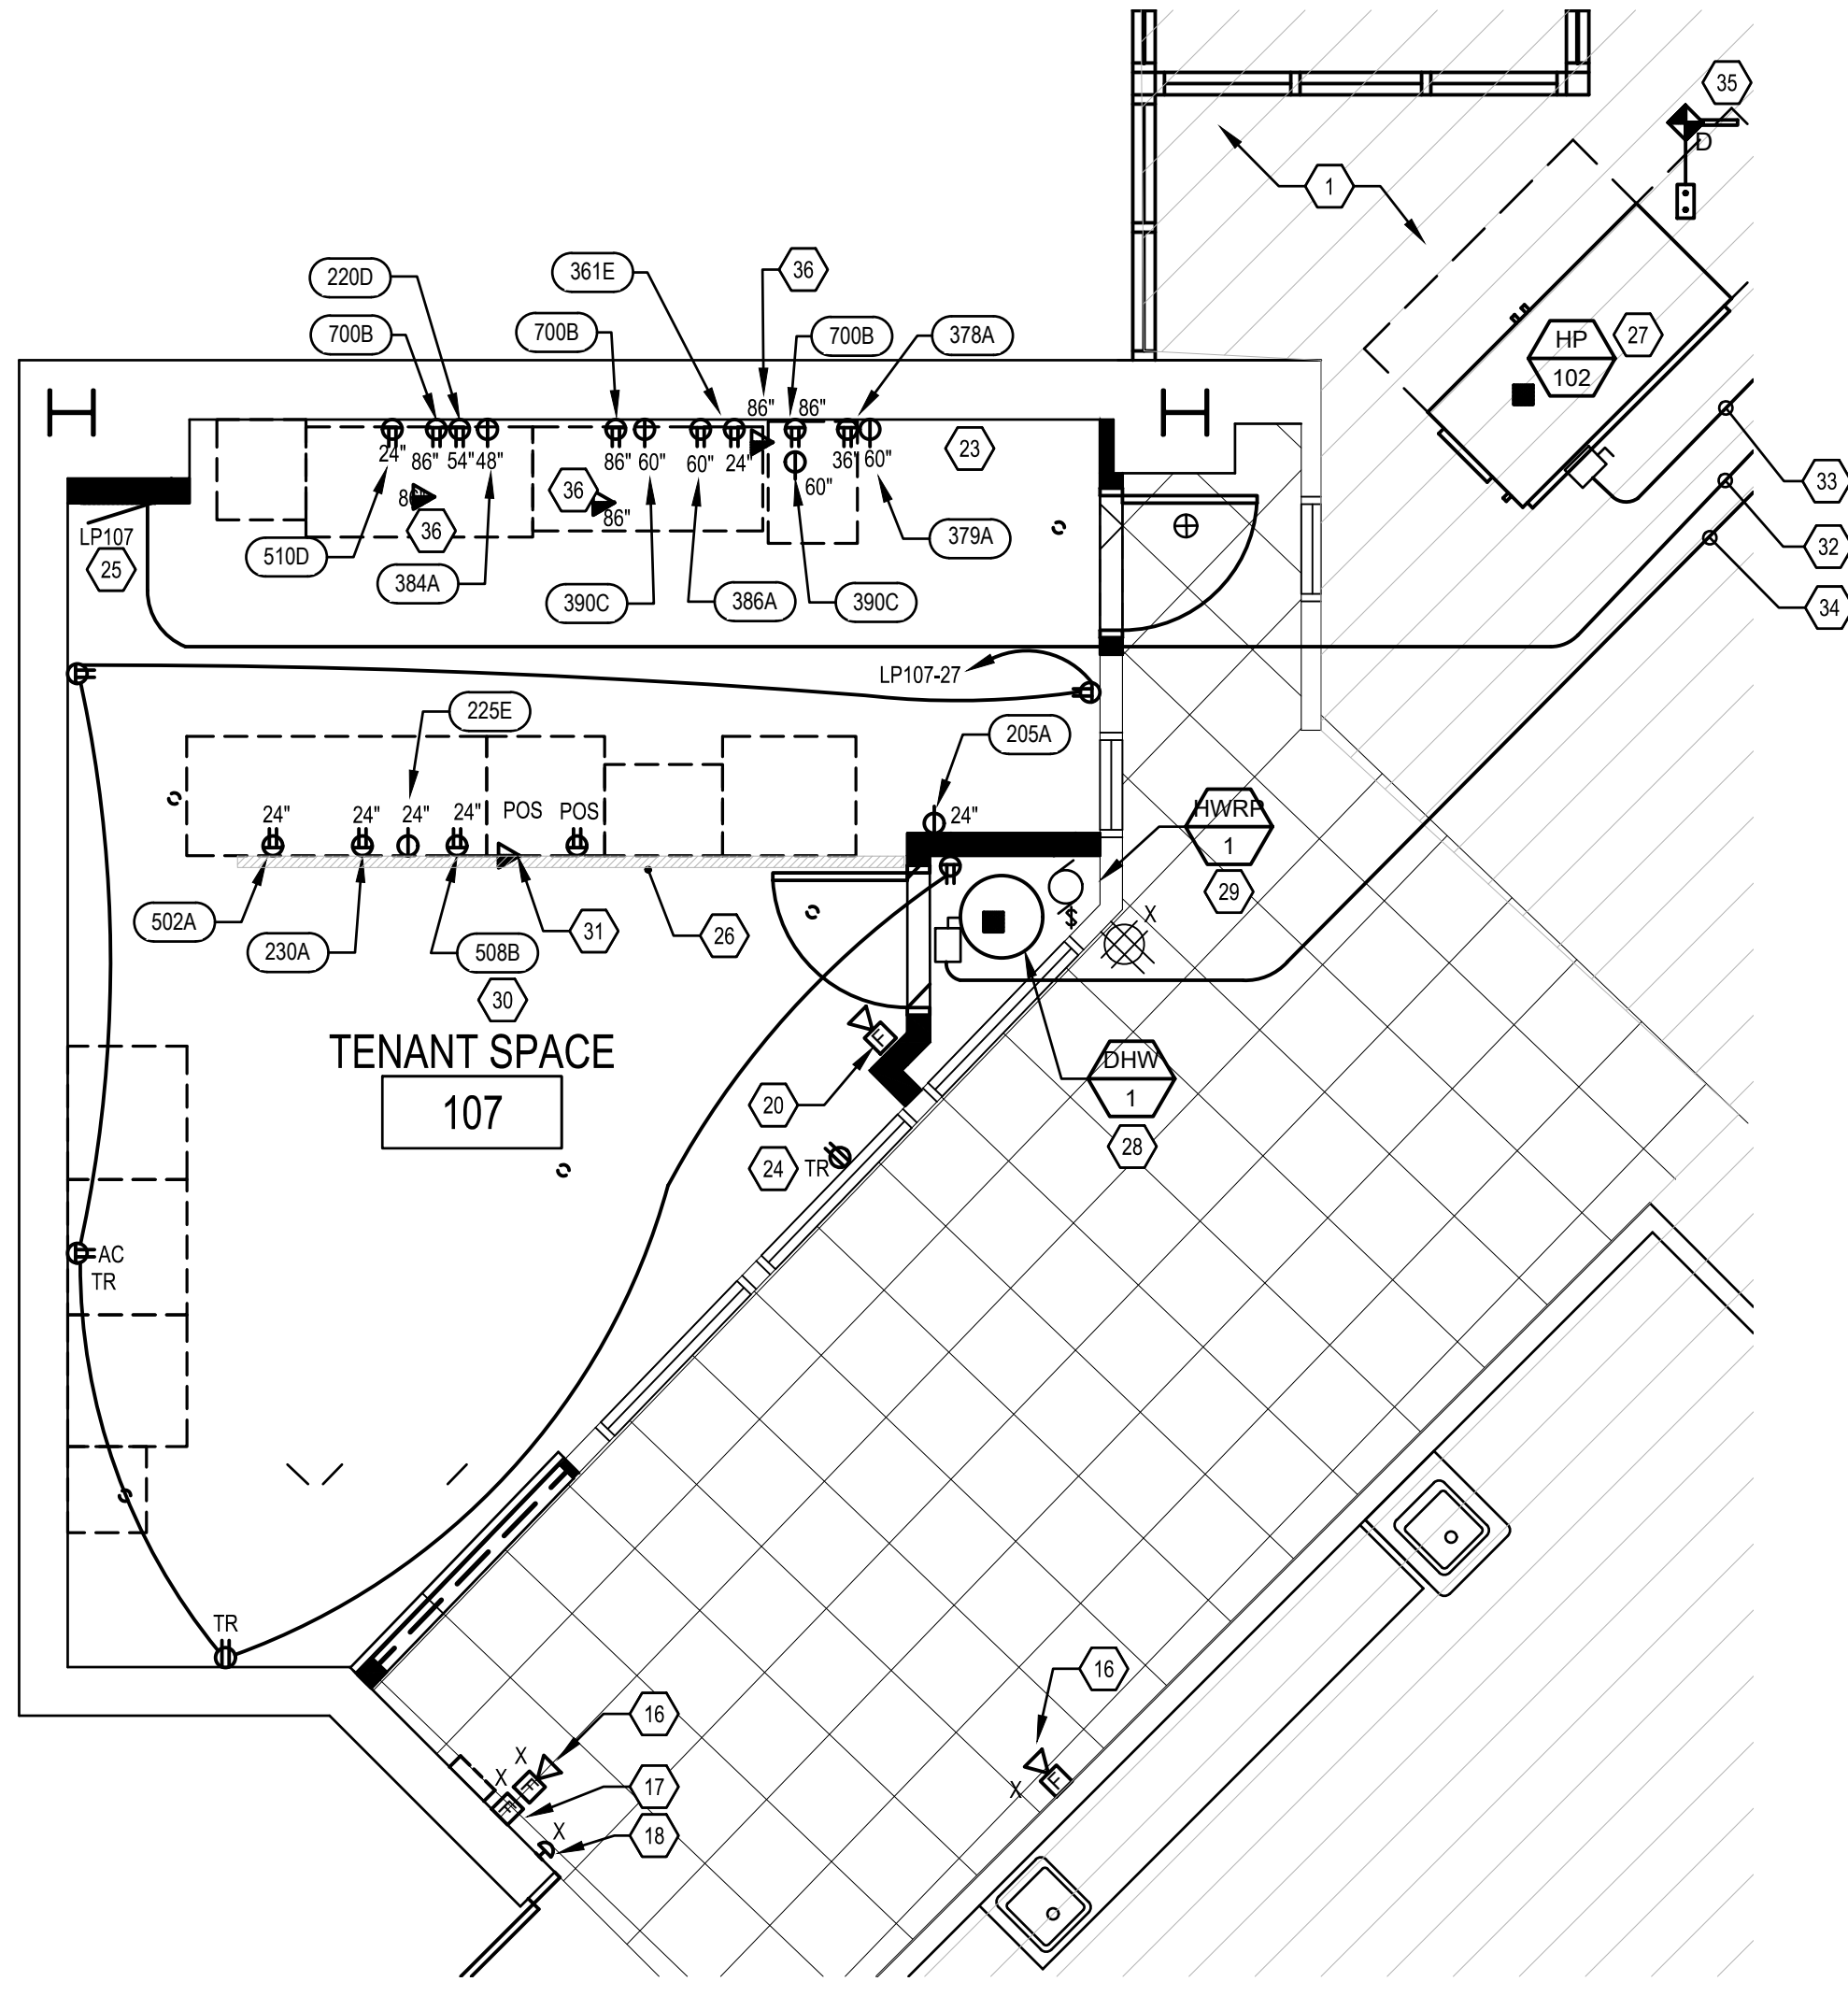 35
D
1
220D
361E
36
700B
700B
700B
378A
HP
102
27
86"
86"
24"
86"
54"
48"
86"
60"
60"
24"
36"
60"
60"
23
33
86"
36
36
86"
LP107
25
510D
384A
390C
386A
390C
379A
32
34
LP107-27
225E
205A
24"
24"
24"
24"
POS
POS
24"
HWRP
1
29
$
X
502A
230A
508B
31
26
30
TENANT SPACE
107
F
20
24
TR
DHW
1
28
AC
TR
TR
16
16
X
X
F
F
17
X
F
X
18